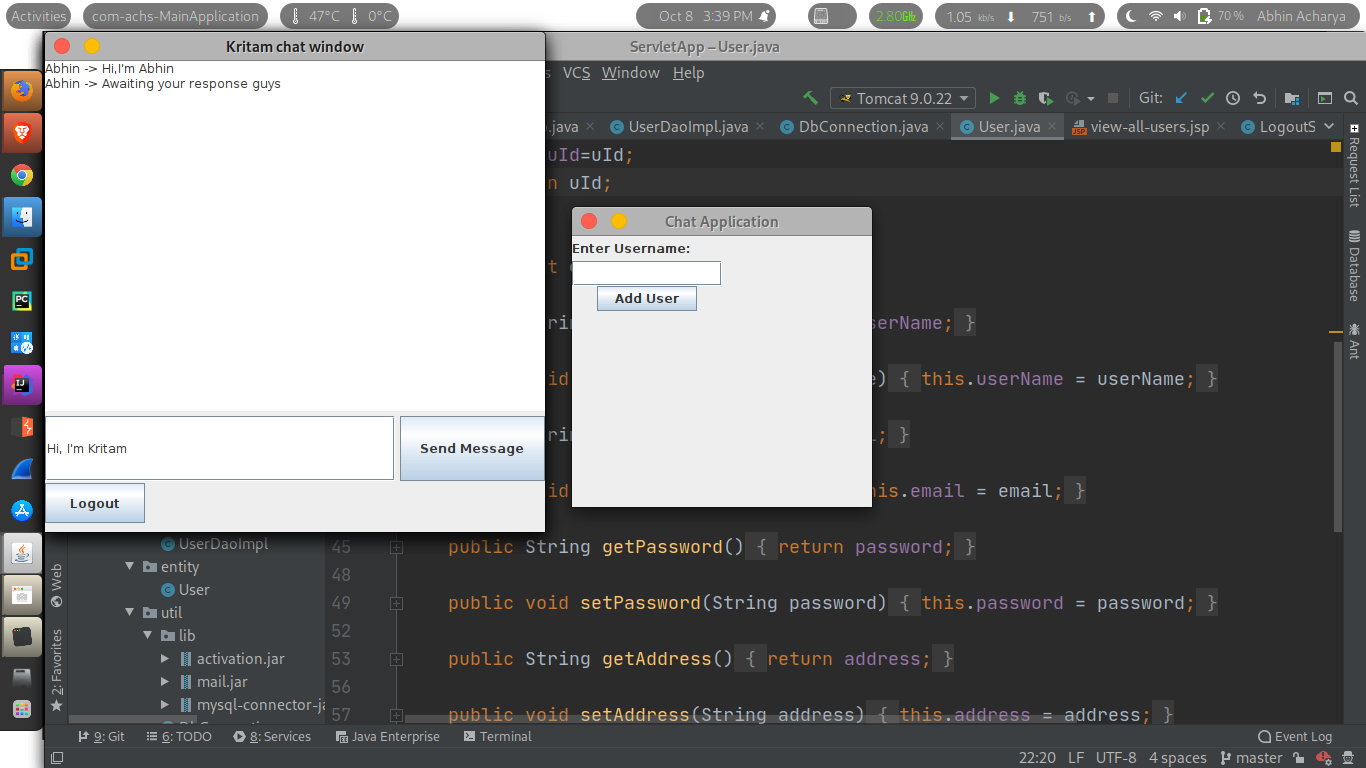 Activities
com-achs-MainApplication
47°C
0°C
Oct 8 3:39 PM
2.80GHz
1.05 kb/s
751 b/s
70 %
Abhin Acharya
Kritam chat window
ServletApp – User.java
Abhin -> Hi,I'm Abhin
Abhin -> Awaiting your response guys
Hi, I'm Kritam
Send Message
Logout
VCS Window Help
Tomcat 9.0.22
Git:
.java
UserDaoImpl.java
DbConnection.java
User.java
view-all-users.jsp
LogoutS
uId=uId;
n uId;
Chat Application
Enter Username:
Add User
serName; }
{ this.userName = userName; }
; }
his.email = email; }
45 public String getPassword() { return password; }
48
49 public void setPassword(String password) { this.password = password; }
52
53 public String getAddress() { return address; }
56
57 public void setAddress(String address) { this.address = address; }
UserDaoImpl
entity
User
util
lib
activation.jar
mail.jar
mysql-connector-ja
Web
2: Favorites
Request List
Database
Ant
9: Git
6: TODO
8: Services
Java Enterprise
Terminal
Event Log
22:20
LF
UTF-8
4 spaces
master